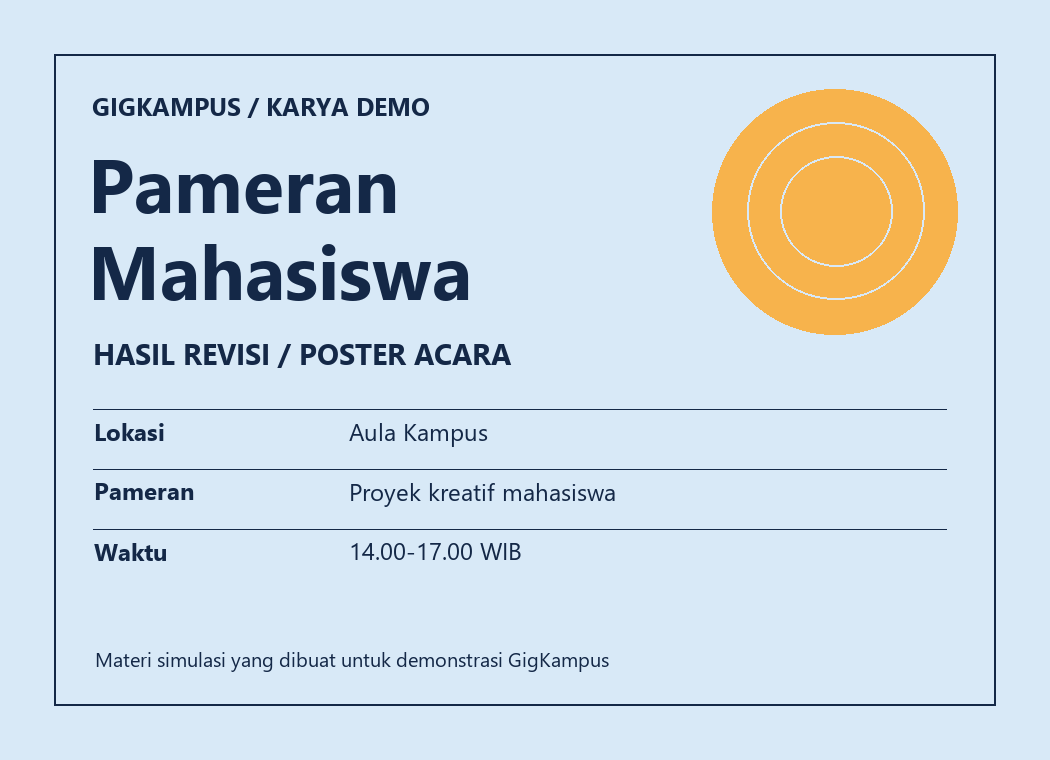 GIGKAMPUS / KARYA DEMO
Pameran
Mahasiswa
HASIL REVISI / POSTER ACARA
Lokasi Aula Kampus
Pameran Proyek kreatif mahasiswa
Waktu 14.00-17.00 WIB
Materi simulasi yang dibuat untuk demonstrasi GigKampus